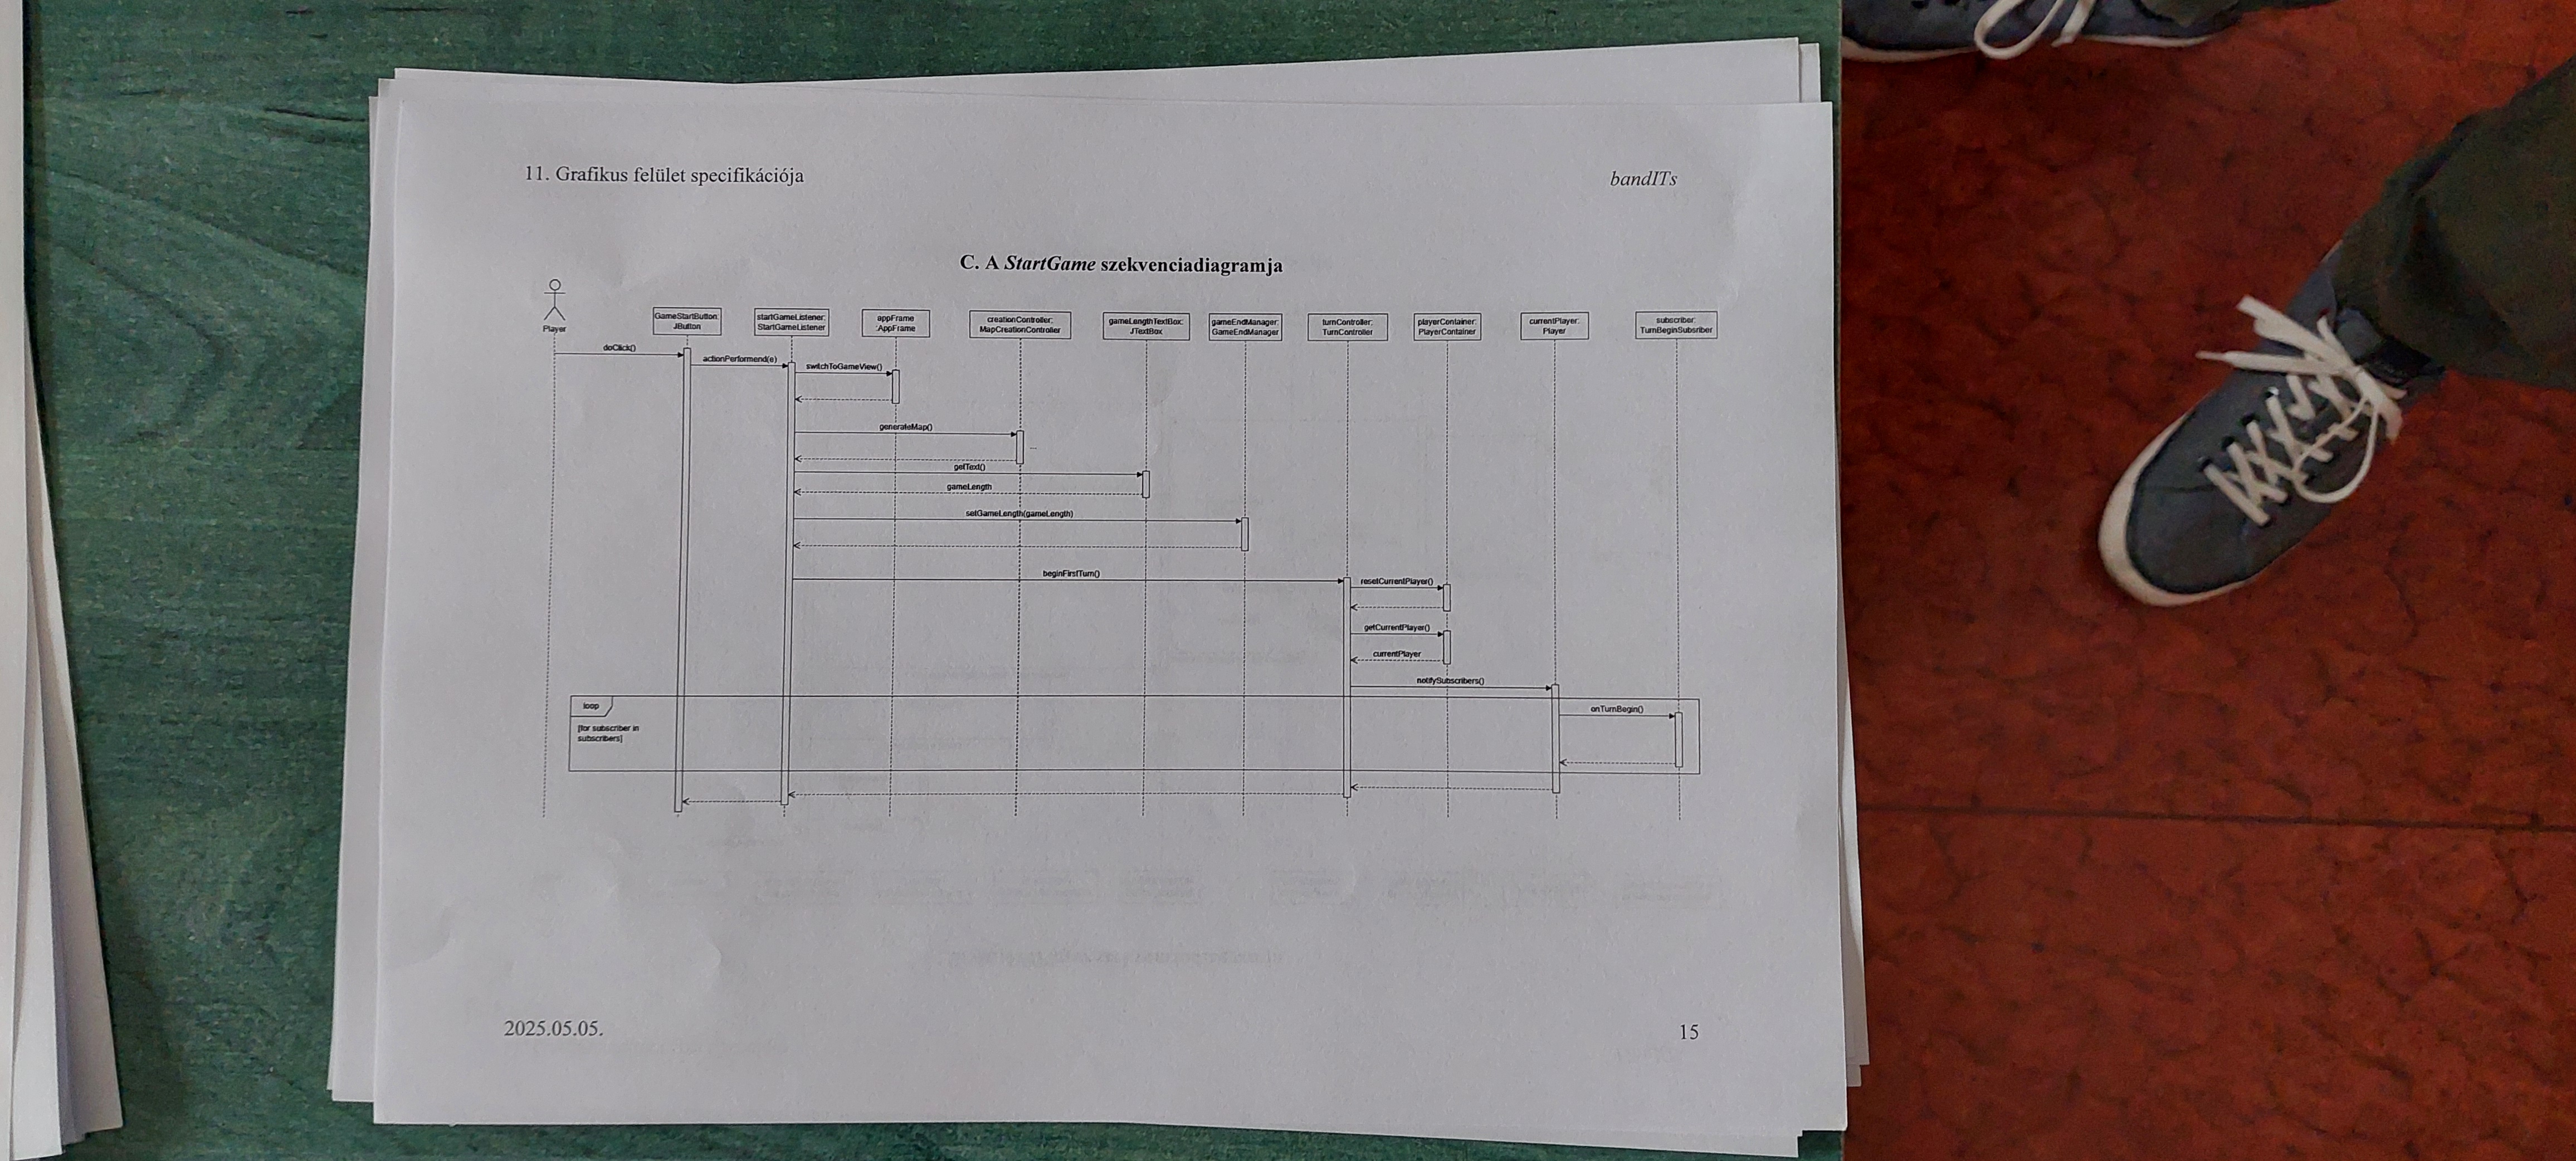 11. Grafikus felület specifikációja
bandITs
C. A StartGame szekvenciadiagramja
Player
GameStartButton:
JButton
startGameListener:
StartGameListener
appFrame
:AppFrame
creationController:
MapCreationController
gameLengthTextBox:
JTextBox
gameEndManager:
GameEndManager
turnController:
TurnController
playerContainer:
PlayerContainer
currentPlayer:
Player
subscriber:
TurnBeginSubsriber
doClick()
actionPerformend(e)
switchToGameView()
generateMap()
...
getText()
gameLength
setGameLength(gameLength)
beginFirstTurn()
resetCurrentPlayer()
getCurrentPlayer()
currentPlayer
notifySubscribers()
loop
[for subscriber in
subscribers]
onTurnBegin()
2025.05.05.
15